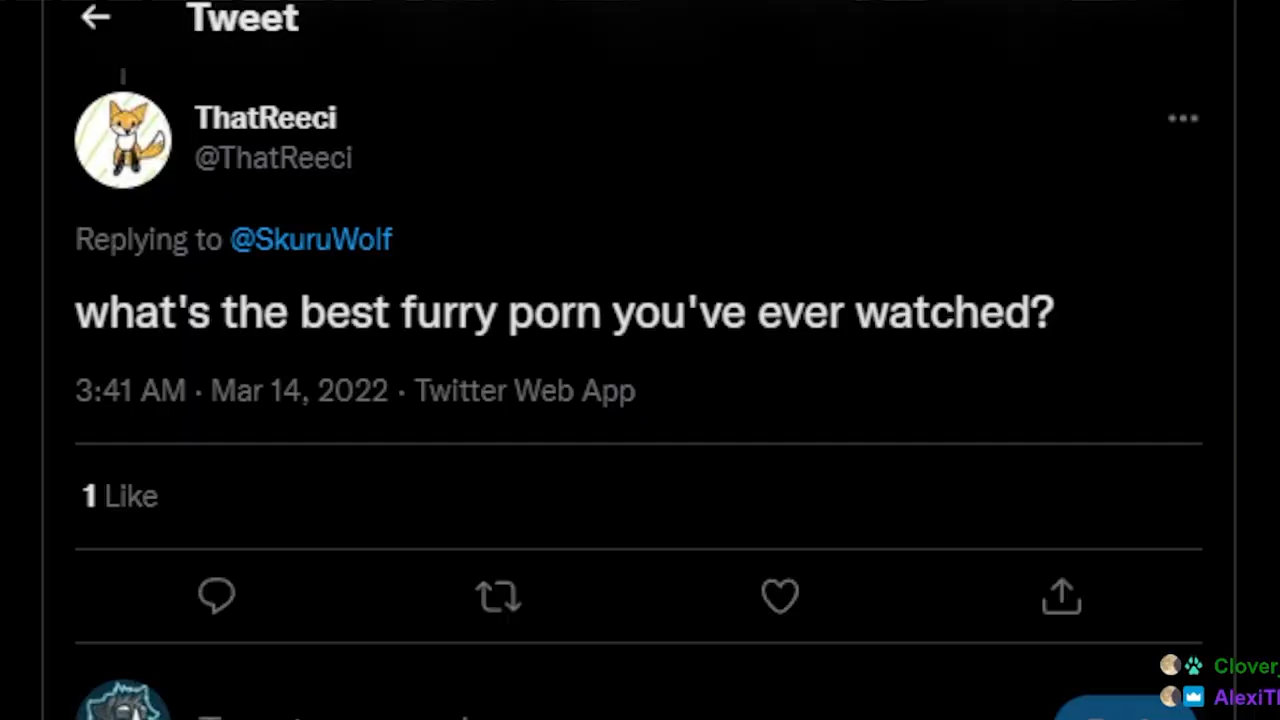 Tweet
ThatReeci
@ThatReeci
Replying to @SkuruWolf
what's the best furry porn you've ever watched?
3:41 AM · Mar 14, 2022 · Twitter Web App
1 Like
Clover
AlexiT